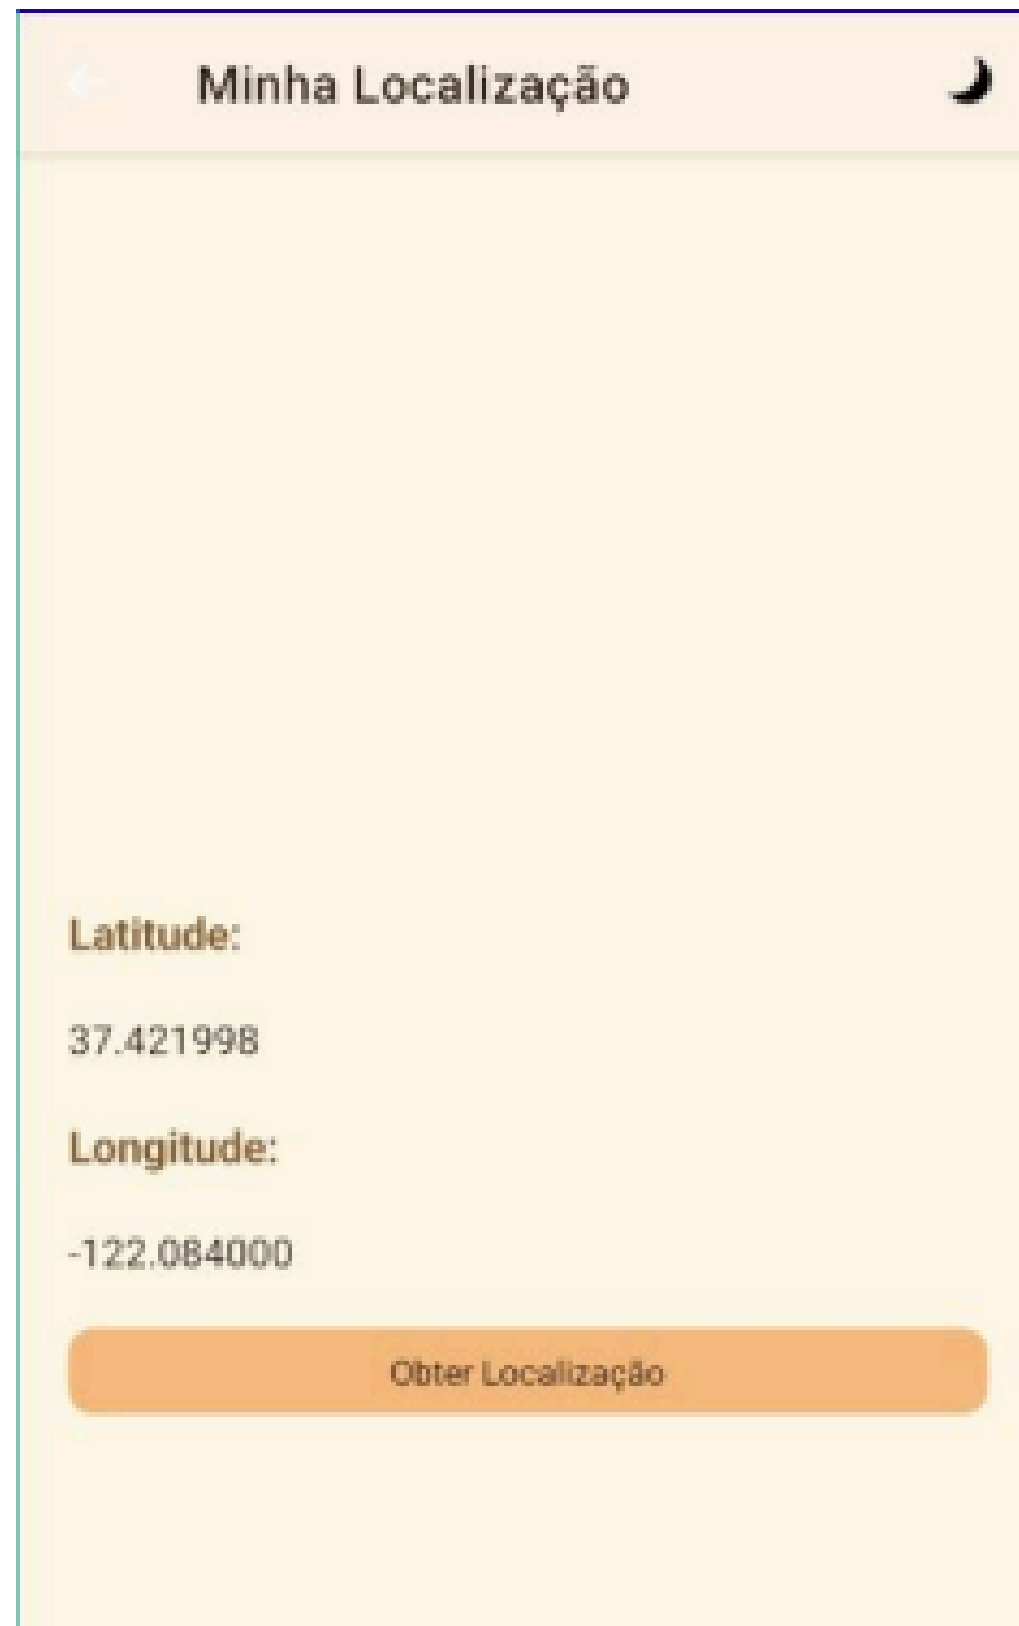 Minha Localização
Latitude:
37.421998
Longitude:
-122.084000
Obter Localização